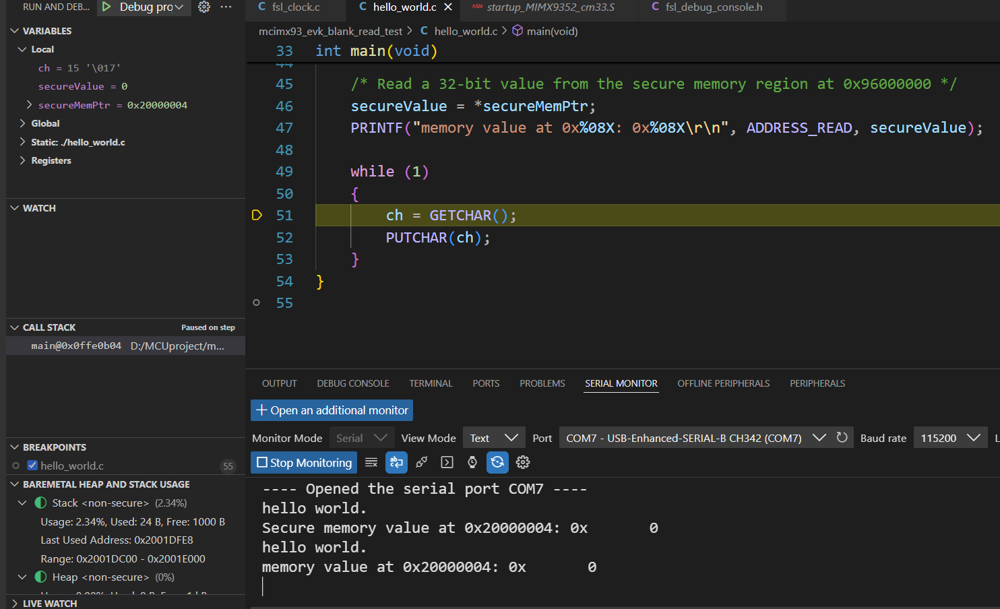 RUN AND DEB... Debug pro
VARIABLES
Local
ch = 15 '\017'
secureValue = 0
secureMemPtr = 0x20000004
Global
Static: ./hello_world.c
Registers
WATCH
CALL STACK Paused on step
main@0x0ffe0b04 D:/MCUproject/m...
BREAKPOINTS
hello_world.c 55
BAREMETAL HEAP AND STACK USAGE
Stack <non-secure> (2.34%)
Usage: 2.34%, Used: 24 B, Free: 1000 B
Last Used Address: 0x2001DFE8
Range: 0x2001DC00 - 0x2001E000
Heap <non-secure> (0%)
LIVE WATCH
C fsl_clock.c C hello_world.c ASM startup_MIMX9352_cm33.S C fsl_debug_console.h
mcimx93_evk_blank_read_test > C hello_world.c > main(void)
33 int main(void)
44
45 /* Read a 32-bit value from the secure memory region at 0x96000000 */
46 secureValue = *secureMemPtr;
47 PRINTF("memory value at 0x%08X: 0x%08X\r\n", ADDRESS_READ, secureValue);
48
49 while (1)
50 {
51 ch = GETCHAR();
52 PUTCHAR(ch);
53 }
54 }
55
OUTPUT DEBUG CONSOLE TERMINAL PORTS PROBLEMS SERIAL MONITOR OFFLINE PERIPHERALS PERIPHERALS
Open an additional monitor
Monitor Mode Serial View Mode Text Port COM7 - USB-Enhanced-SERIAL-B CH342 (COM7) Baud rate 115200 L
Stop Monitoring
---- Opened the serial port COM7 ----
hello world.
Secure memory value at 0x20000004: 0x       0
hello world.
memory value at 0x20000004: 0x       0